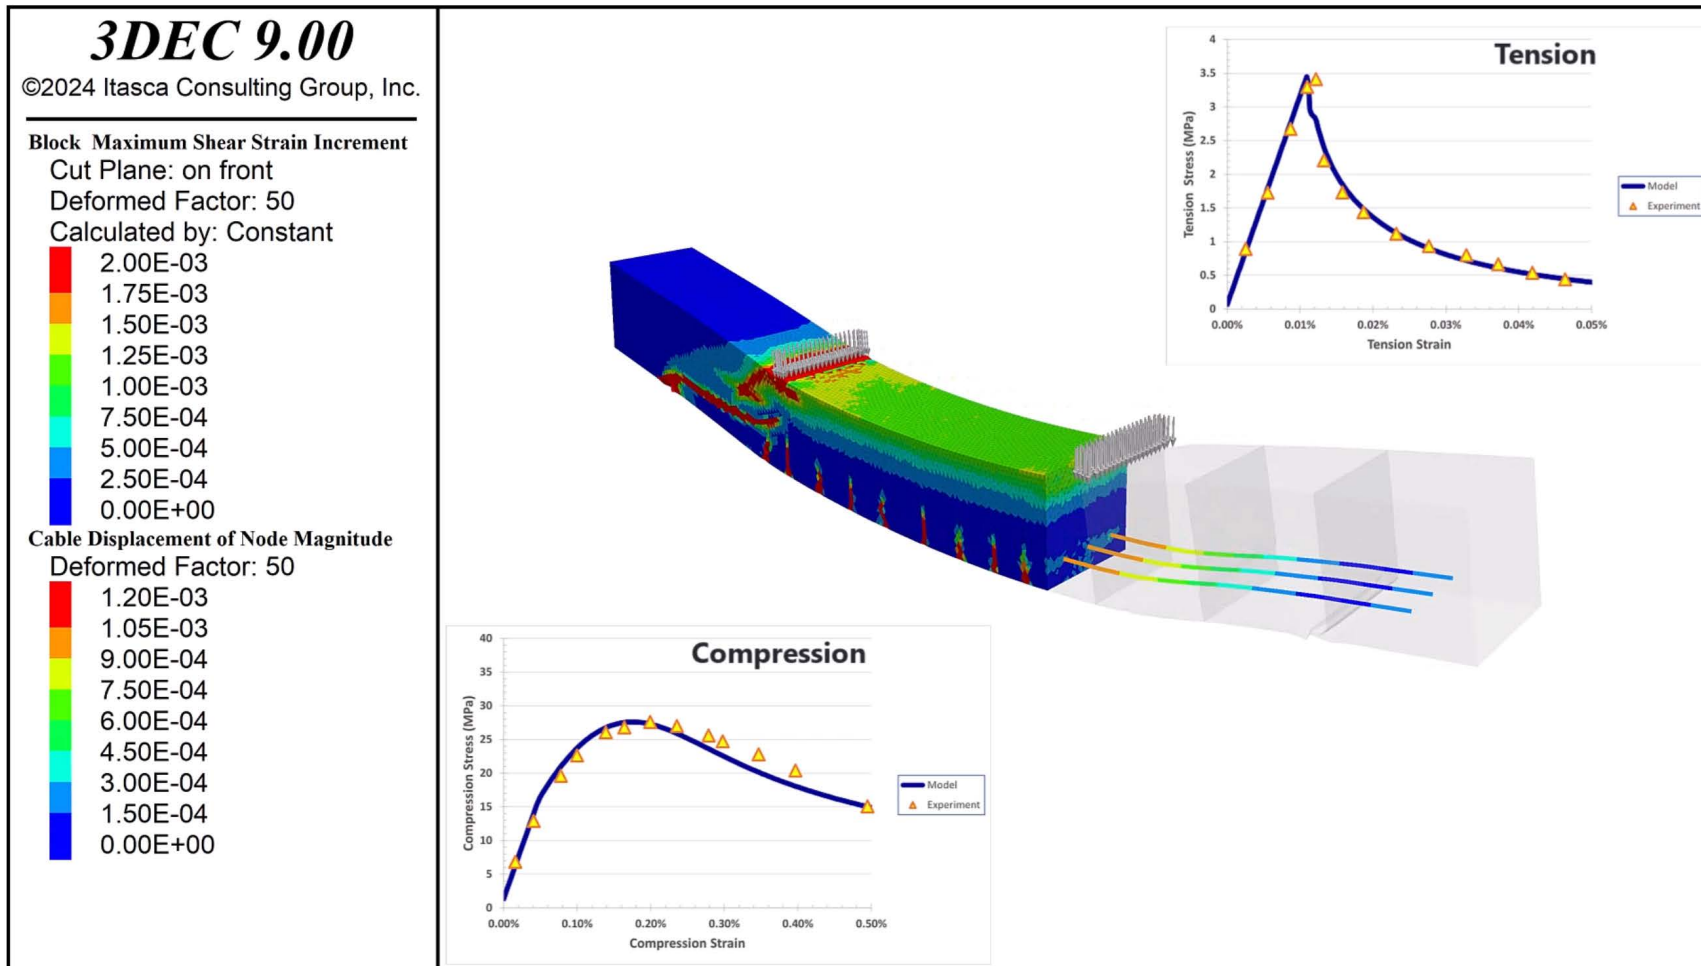 3DEC 9.00
©2024 Itasca Consulting Group, Inc.
Block Maximum Shear Strain Increment
Cut Plane: on front
Deformed Factor: 50
Calculated by: Constant
2.00E-03
1.75E-03
1.50E-03
1.25E-03
1.00E-03
7.50E-04
5.00E-04
2.50E-04
0.00E+00
Cable Displacement of Node Magnitude
Deformed Factor: 50
1.20E-03
1.05E-03
9.00E-04
7.50E-04
6.00E-04
4.50E-04
3.00E-04
1.50E-04
0.00E+00
Tension
4
3.5
3
2.5
2
1.5
1
0.5
0
Tension Stress (MPa)
0.00%
0.01%
0.02%
0.03%
0.04%
0.05%
Tension Strain
Model
Experiment
Compression
40
35
30
25
20
15
10
5
0
Compression Stress (MPa)
0.00%
0.10%
0.20%
0.30%
0.40%
0.50%
Compression Strain
Model
Experiment